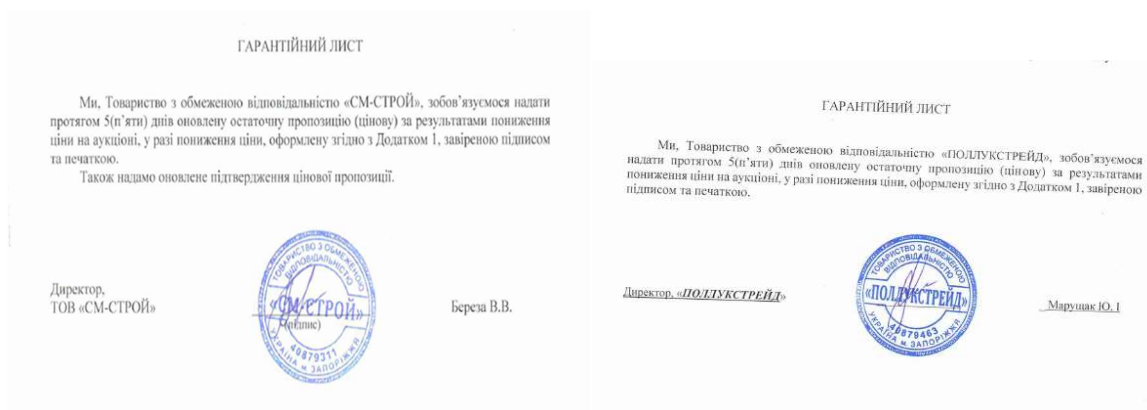 ГАРАНТІЙНИЙ ЛИСТ
Ми, Товариство з обмеженою відповідальністю «СМ-СТРОЙ», зобов’язуємося надати
протягом 5(п’яти) днів оновлену остаточну пропозицію (цінову) за результатами пониження
ціни на аукціоні, у разі пониження ціни, оформлену згідно з Додатком 1, завіреною підписом
та печаткою.
Також надамо оновлене підтвердження цінової пропозиції.
Директор,
ТОВ «СМ-СТРОЙ»
(підпис)
Береза В.В.
ТОВАРИСТВО З ОБМЕЖЕНОЮ
ВІДПОВІДАЛЬНІСТЮ
«СМ-СТРОЙ»
40879311
УКРАЇНА м. ЗАПОРІЖЖЯ
ГАРАНТІЙНИЙ ЛИСТ
Ми, Товариство з обмеженою відповідальністю «ПОЛЛУКСТРЕЙД», зобов’язуємося
надати протягом 5(п’яти) днів оновлену остаточну пропозицію (цінову) за результатами
пониження ціни на аукціоні, у разі пониження ціни, оформлену згідно з Додатком 1, завіреною
підписом та печаткою.
Директор, «ПОЛЛУКСТРЕЙД»
Марущак Ю. І
ТОВАРИСТВО З ОБМЕЖЕНОЮ
ВІДПОВІДАЛЬНІСТЮ
«ПОЛЛУКСТРЕЙД»
40879463
УКРАЇНА м. ЗАПОРІЖЖЯ